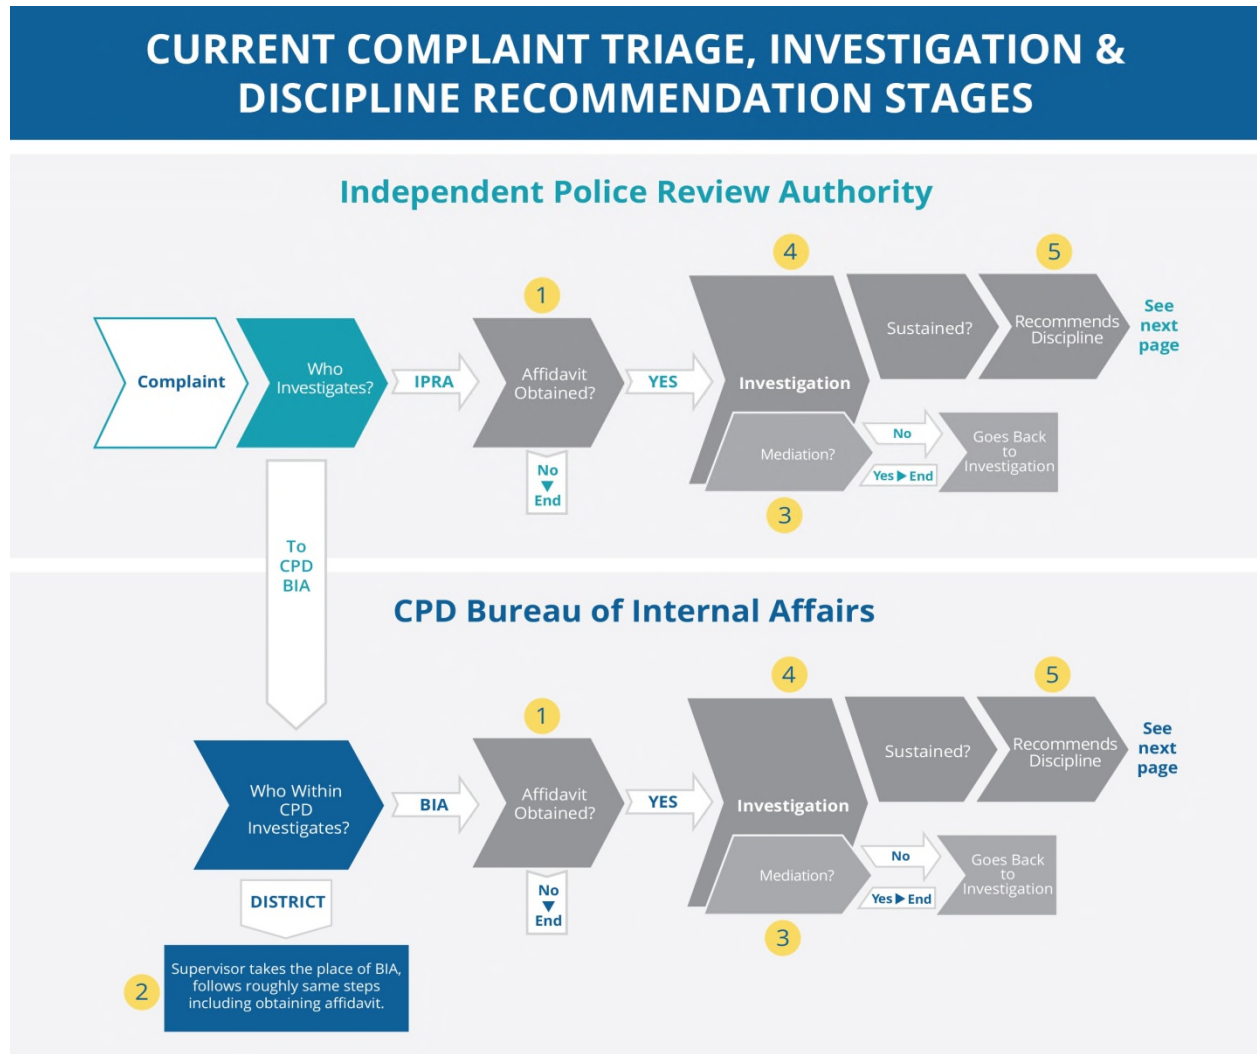 CURRENT COMPLAINT TRIAGE, INVESTIGATION &
DISCIPLINE RECOMMENDATION STAGES
Independent Police Review Authority
Complaint
Who
Investigates?
IPRA
1
Affidavit
Obtained?
No
▼
End
YES
4
Investigation
Mediation?
3
No
Yes ▶ End
Goes Back
to
Investigation
Sustained?
5
Recommends
Discipline
See
next
page
To
CPD
BIA
CPD Bureau of Internal Affairs
Who Within
CPD
Investigates?
BIA
1
Affidavit
Obtained?
No
▼
End
YES
4
Investigation
Mediation?
3
No
Yes ▶ End
Goes Back
to
Investigation
Sustained?
5
Recommends
Discipline
See
next
page
DISTRICT
2
Supervisor takes the place of BIA,
follows roughly same steps
including obtaining affidavit.